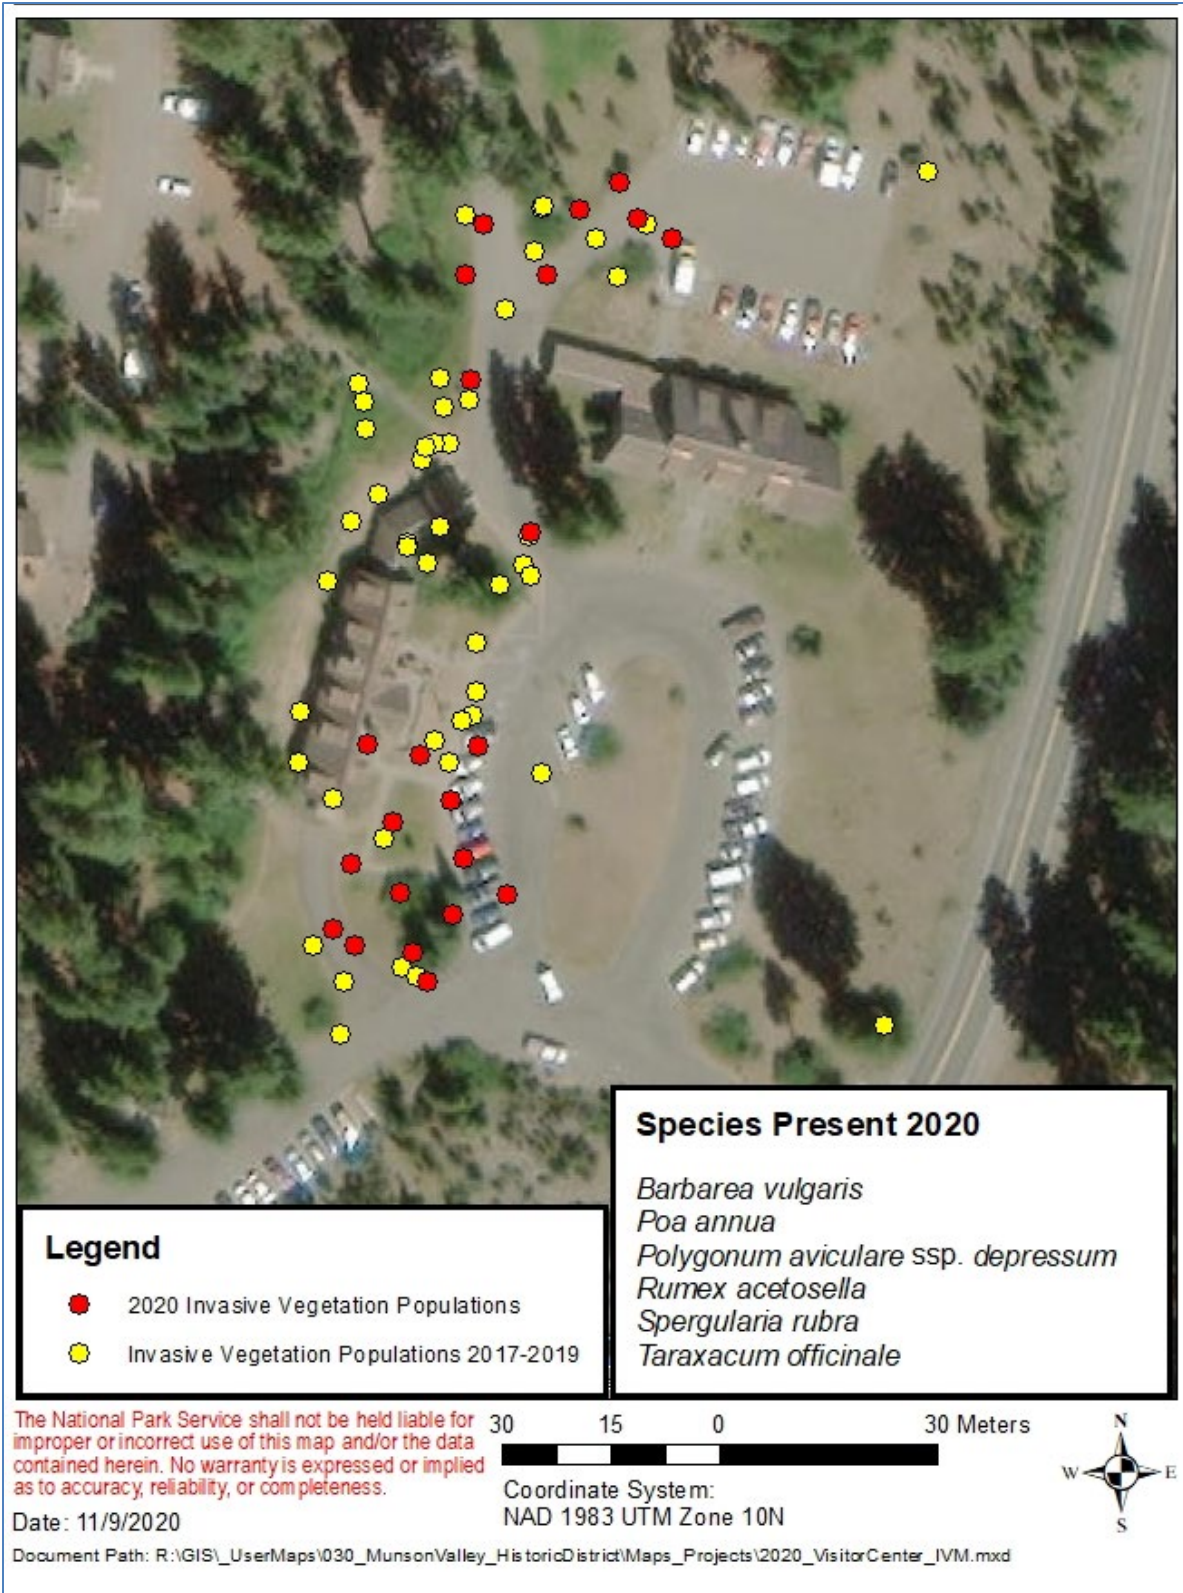 Species Present 2020
Barbarea vulgaris
Poa annua
Polygonum aviculare ssp. depressum
Rumex acetosella
Spergularia rubra
Taraxacum officinale
Legend
2020 Invasive Vegetation Populations
Invasive Vegetation Populations 2017-2019
The National Park Service shall not be held liable for
improper or incorrect use of this map and/or the data
contained herein. No warranty is expressed or implied
as to accuracy, reliability, or completeness.
Date: 11/9/2020
30 15 0 30 Meters
Coordinate System:
NAD 1983 UTM Zone 10N
N
W E
S
Document Path: R:\GIS\_UserMaps\030_MunsonValley_HistoricDistrict\Maps_Projects\2020_VisitorCenter_IVM.mxd